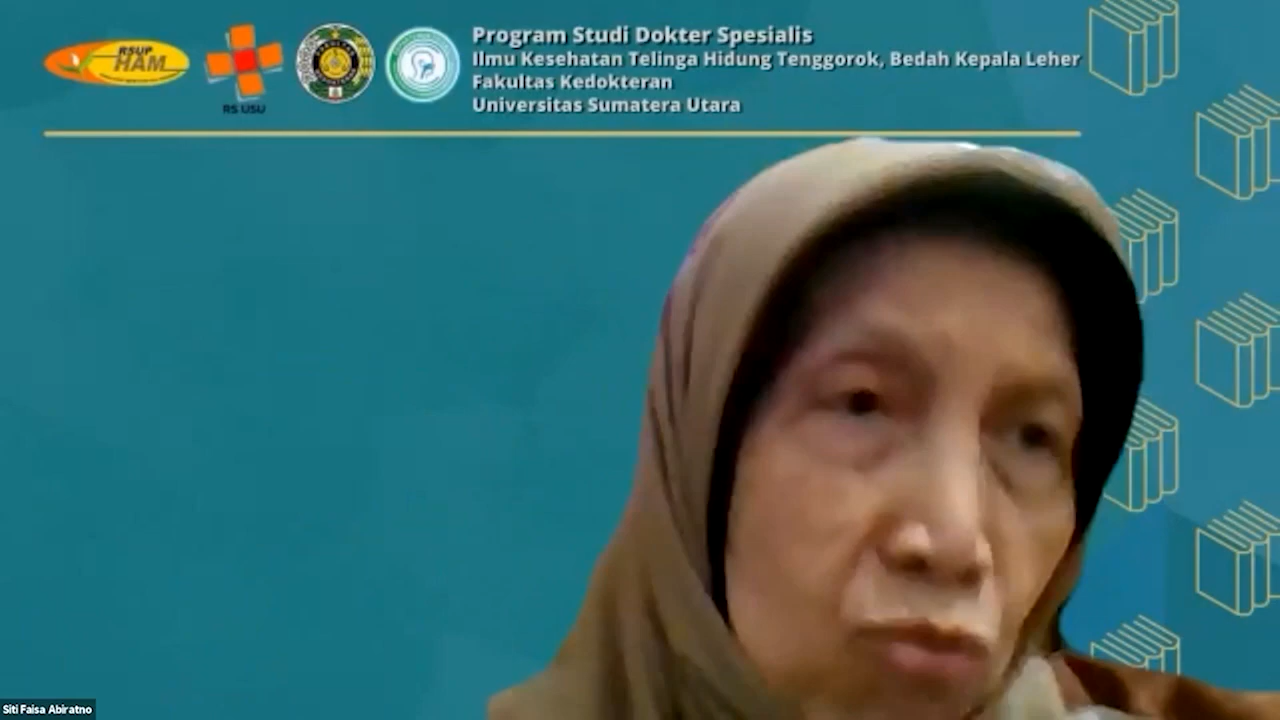 RSUP
HAM
RS USU
Program Studi Dokter Spesialis
Ilmu Kesehatan Telinga Hidung Tenggorok, Bedah Kepala Leher
Fakultas Kedokteran
Universitas Sumatera Utara
Siti Faisa Abiratno